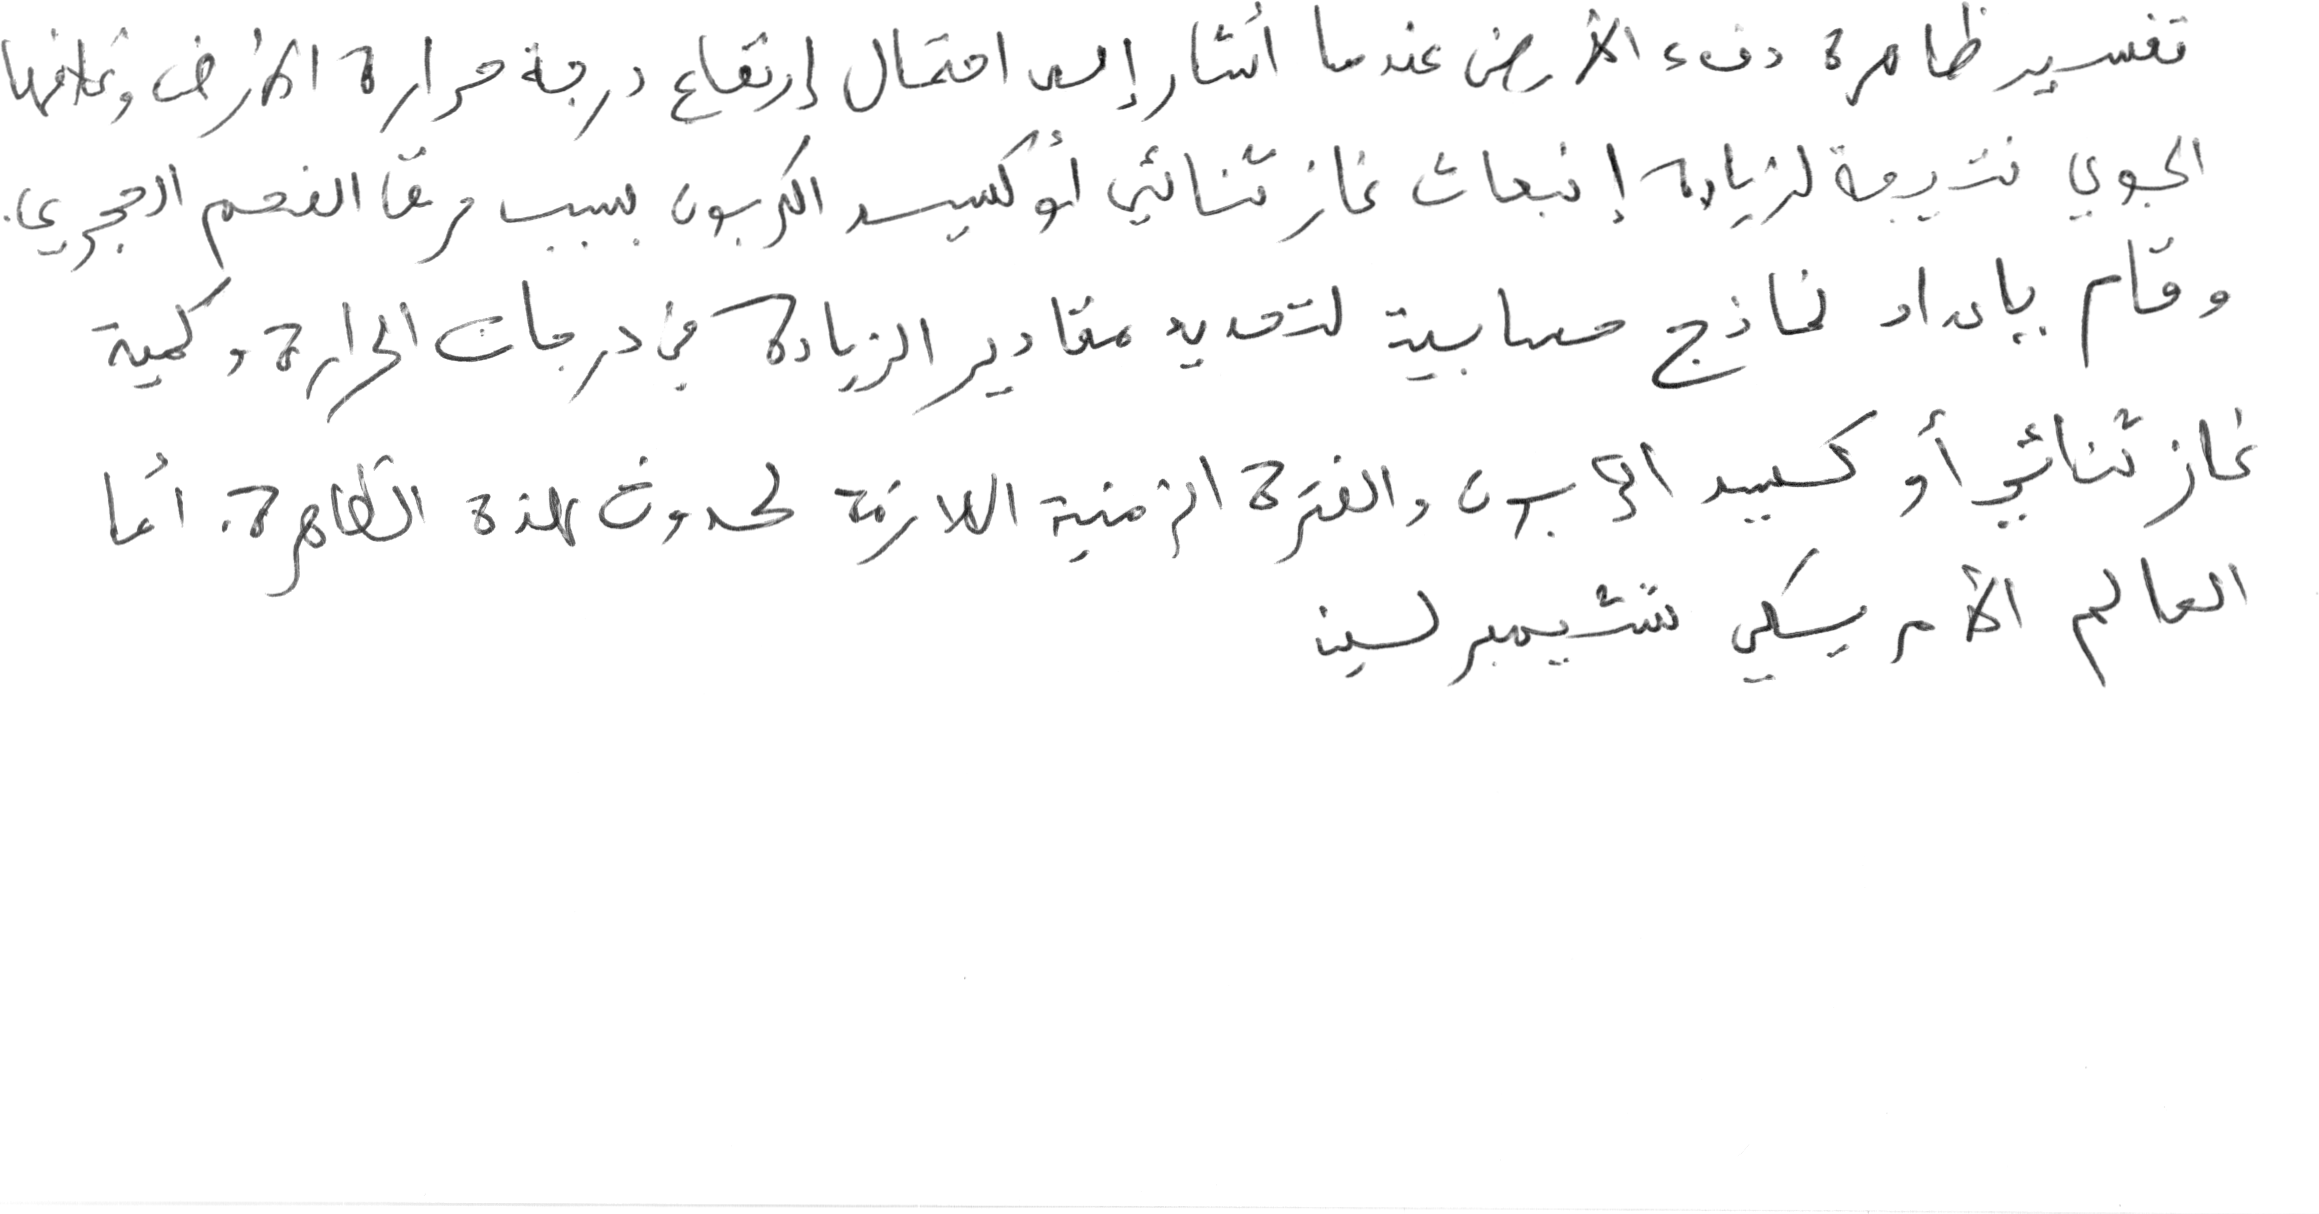 تفسير ظاهرة دفء الأرض عندما أشار إلى احتمال إرتفاع درجة حرارة الأرض وغلافها
الجوي نتيجة لزيادة إنبعاث غاز ثنائي أوكسيد الكربون بسبب حرق الفحم الحجري.
وقام بإعداد نماذج حسابية لتحديد مقادير الزيادة في درجات الحرارة وكمية
غاز ثنائي أوكسيد الكربون والفترة الزمنية اللازمة لحدوث هذة الظاهرة. أما
العالم الأمريكي تشيمبرلين